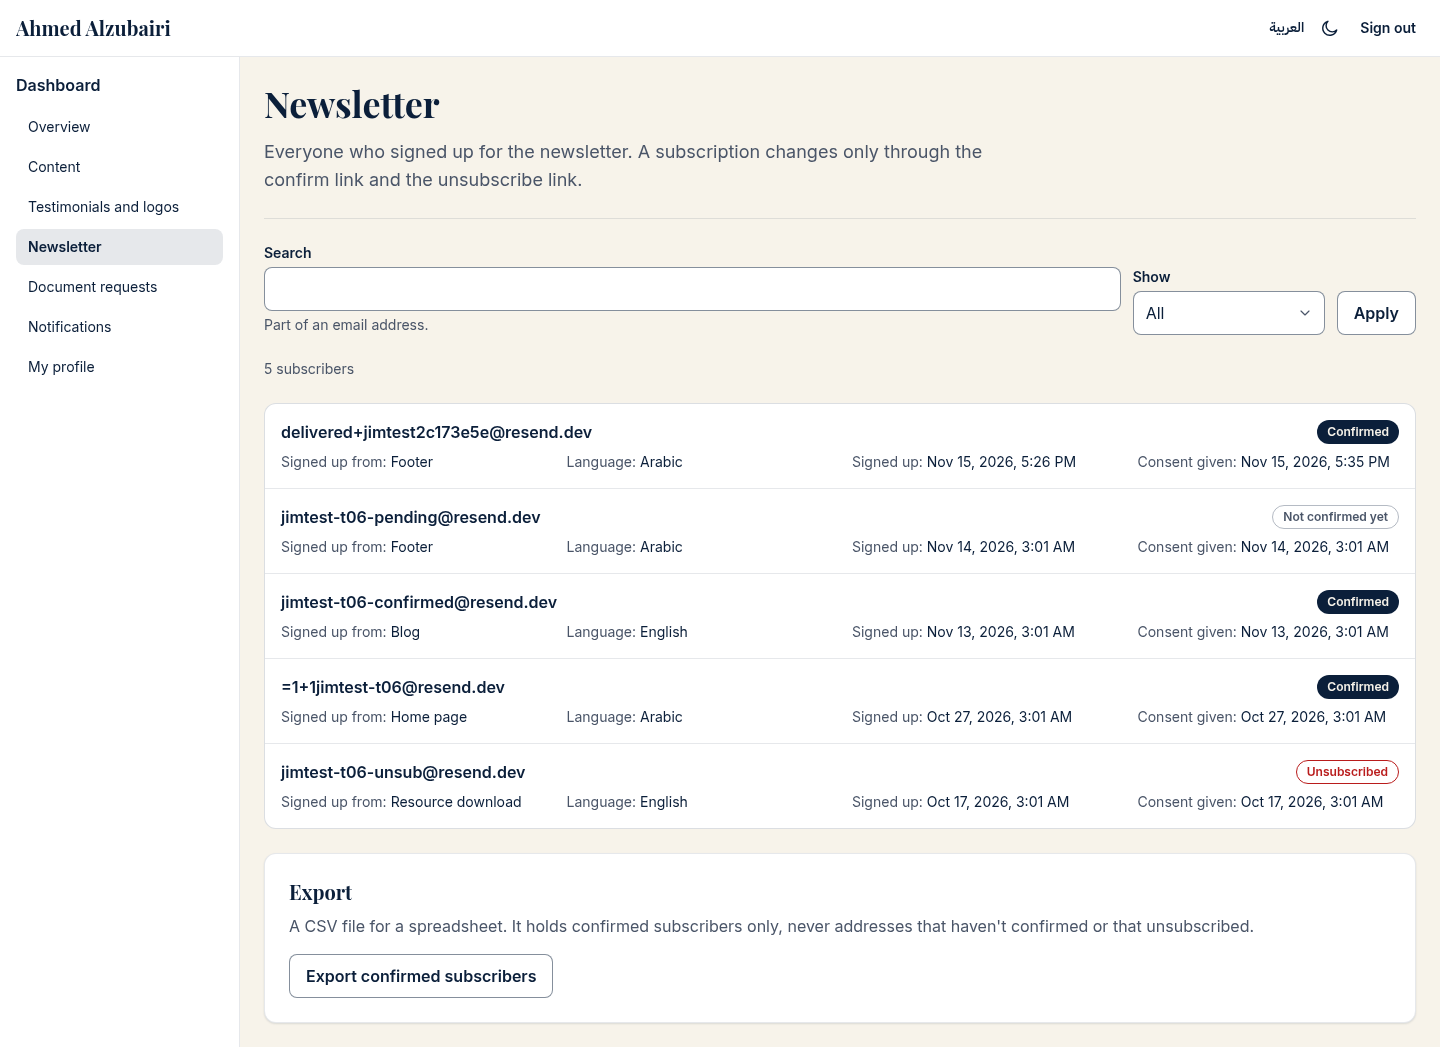 Ahmed Alzubairi
العربية
Sign out
Dashboard
Overview
Content
Testimonials and logos
Newsletter
Document requests
Notifications
My profile
Newsletter
Everyone who signed up for the newsletter. A subscription changes only through the
confirm link and the unsubscribe link.
Search
Part of an email address.
Show
All
Apply
5 subscribers
delivered+jimtest2c173e5e@resend.dev
Confirmed
Signed up from: Footer
Language: Arabic
Signed up: Nov 15, 2026, 5:26 PM
Consent given: Nov 15, 2026, 5:35 PM
jimtest-t06-pending@resend.dev
Not confirmed yet
Signed up from: Footer
Language: Arabic
Signed up: Nov 14, 2026, 3:01 AM
Consent given: Nov 14, 2026, 3:01 AM
jimtest-t06-confirmed@resend.dev
Confirmed
Signed up from: Blog
Language: English
Signed up: Nov 13, 2026, 3:01 AM
Consent given: Nov 13, 2026, 3:01 AM
=1+1jimtest-t06@resend.dev
Confirmed
Signed up from: Home page
Language: Arabic
Signed up: Oct 27, 2026, 3:01 AM
Consent given: Oct 27, 2026, 3:01 AM
jimtest-t06-unsub@resend.dev
Unsubscribed
Signed up from: Resource download
Language: English
Signed up: Oct 17, 2026, 3:01 AM
Consent given: Oct 17, 2026, 3:01 AM
Export
A CSV file for a spreadsheet. It holds confirmed subscribers only, never addresses that haven't confirmed or that unsubscribed.
Export confirmed subscribers